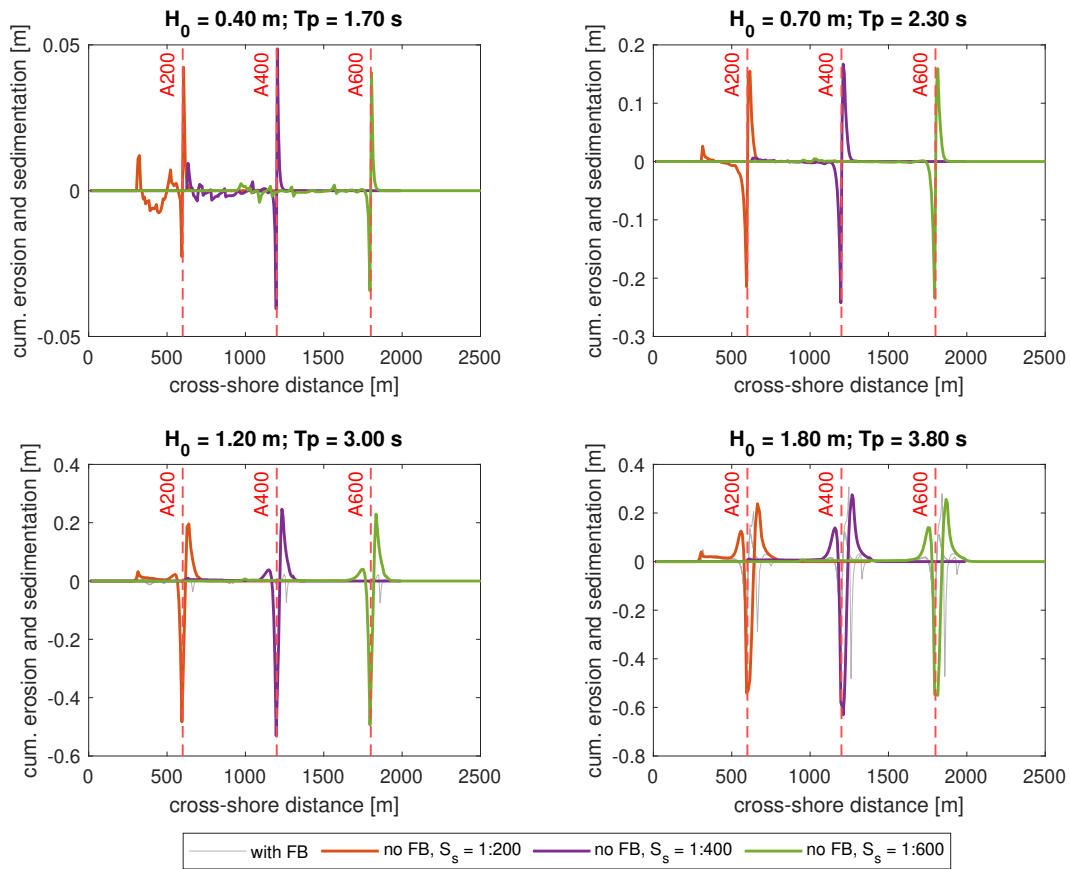 H_0 = 0.40 m; Tp = 1.70 s
cum. erosion and sedimentation [m]
0.05
0
-0.05
A200
A400
A600
0 500 1000 1500 2000 2500
cross-shore distance [m]
H_0 = 0.70 m; Tp = 2.30 s
cum. erosion and sedimentation [m]
0.2
0.1
0
-0.1
-0.2
-0.3
A200
A400
A600
0 500 1000 1500 2000 2500
cross-shore distance [m]
H_0 = 1.20 m; Tp = 3.00 s
cum. erosion and sedimentation [m]
0.4
0.2
0
-0.2
-0.4
-0.6
A200
A400
A600
0 500 1000 1500 2000 2500
cross-shore distance [m]
H_0 = 1.80 m; Tp = 3.80 s
cum. erosion and sedimentation [m]
0.4
0.2
0
-0.2
-0.4
-0.6
-0.8
A200
A400
A600
0 500 1000 1500 2000 2500
cross-shore distance [m]
with FB no FB, S_s = 1:200 no FB, S_s = 1:400 no FB, S_s = 1:600